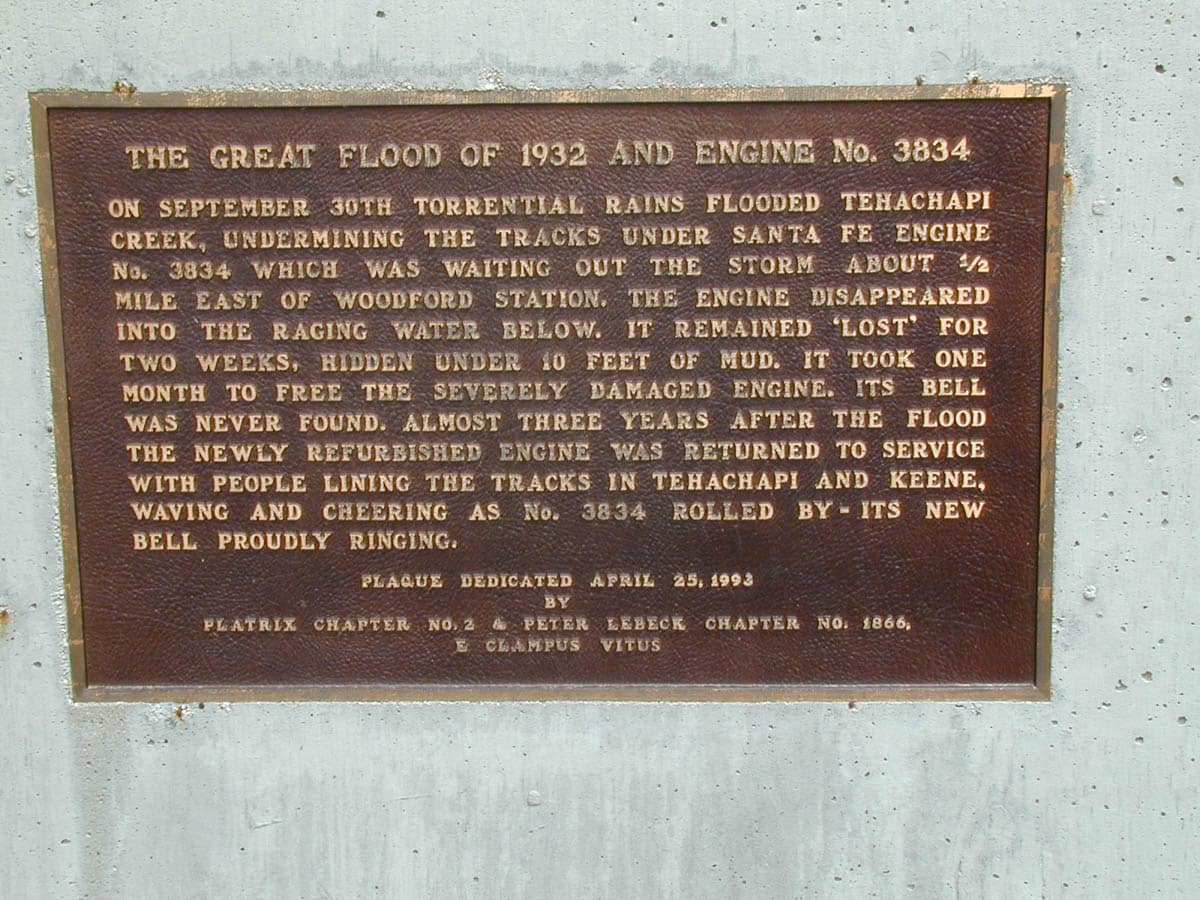 THE GREAT FLOOD OF 1932 AND ENGINE No. 3834
ON SEPTEMBER 30TH TORRENTIAL RAINS FLOODED TEHACHAPI
CREEK, UNDERMINING THE TRACKS UNDER SANTA FE ENGINE
No. 3834 WHICH WAS WAITING OUT THE STORM ABOUT 1/2
MILE EAST OF WOODFORD STATION. THE ENGINE DISAPPEARED
INTO THE RAGING WATER BELOW. IT REMAINED 'LOST' FOR
TWO WEEKS, HIDDEN UNDER 10 FEET OF MUD. IT TOOK ONE
MONTH TO FREE THE SEVERELY DAMAGED ENGINE. ITS BELL
WAS NEVER FOUND. ALMOST THREE YEARS AFTER THE FLOOD
THE NEWLY REFURBISHED ENGINE WAS RETURNED TO SERVICE
WITH PEOPLE LINING THE TRACKS IN TEHACHAPI AND KEENE,
WAVING AND CHEERING AS No. 3834 ROLLED BY - ITS NEW
BELL PROUDLY RINGING.
PLAQUE DEDICATED APRIL 25, 1993
BY
PLATRIX CHAPTER NO. 2 & PETER LEBECK CHAPTER NO. 1866,
E CLAMPUS VITUS